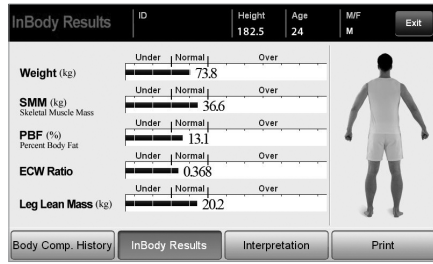 InBody Results
ID
Height
182.5
Age
24
M/F
M
Exit
Under Normal Over
Weight (kg) 73.8
Under Normal Over
SMM (kg) 36.6
Skeletal Muscle Mass
Under Normal Over
PBF (%) 13.1
Percent Body Fat
Under Normal Over
ECW Ratio 0.368
Under Normal Over
Leg Lean Mass (kg) 20.2
Body Comp. History InBody Results Interpretation Print